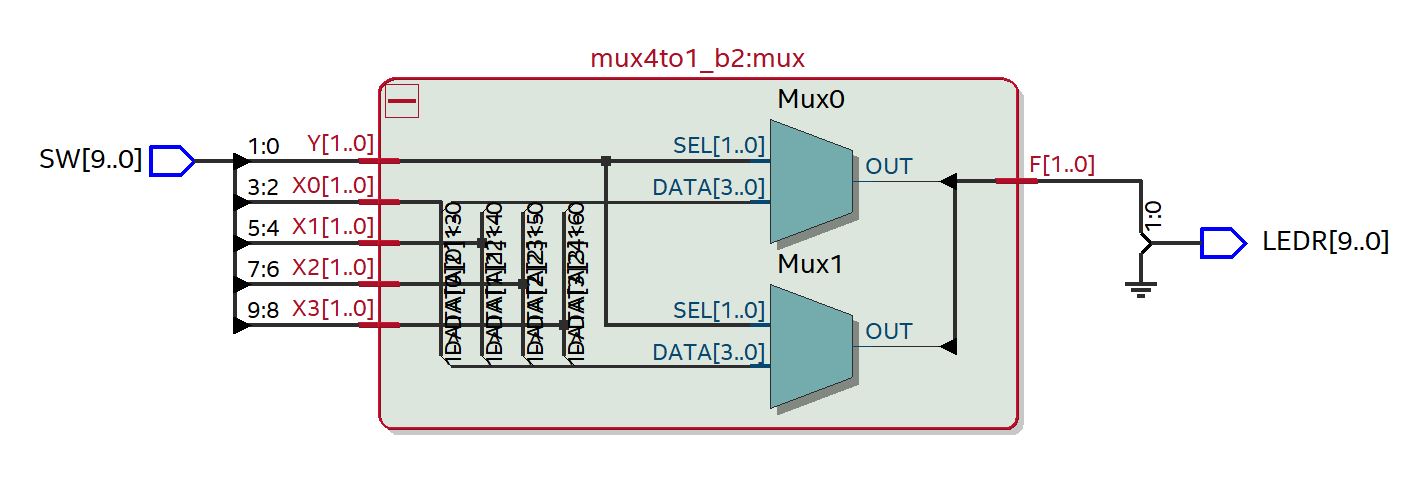 mux4to1_b2:mux
Mux0
SW[9..0]
1:0
Y[1..0]
SEL[1..0]
OUT
F[1..0]
3:2
X0[1..0]
DATA[3..0]
5:4
X1[1..0]
1:0
LEDR[9..0]
7:6
X2[1..0]
Mux1
9:8
X3[1..0]
SEL[1..0]
OUT
DATA[3..0]